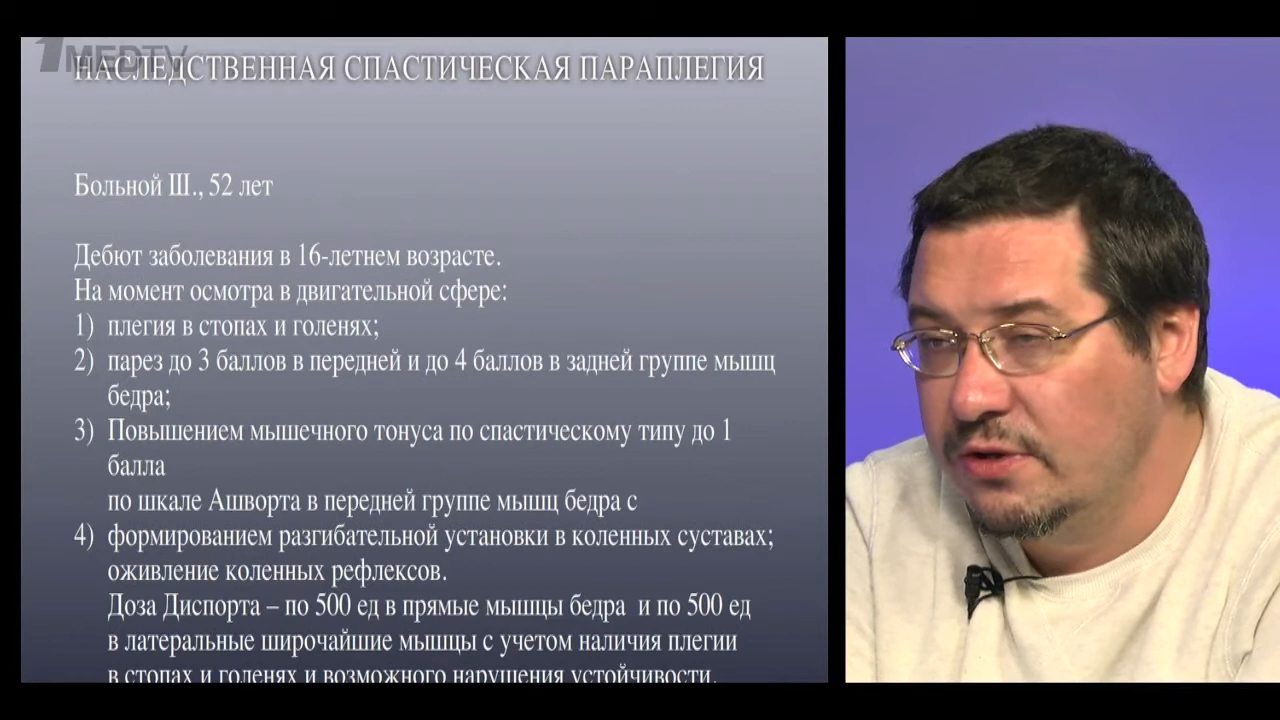 1MEDTV
НАСЛЕДСТВЕННАЯ СПАСТИЧЕСКАЯ ПАРАПЛЕГИЯ
Больной Ш., 52 лет
Дебют заболевания в 16-летнем возрасте.
На момент осмотра в двигательной сфере:
1) плегия в стопах и голенях;
2) парез до 3 баллов в передней и до 4 баллов в задней группе мышц
бедра;
3) Повышением мышечного тонуса по спастическому типу до 1
балла
по шкале Ашворта в передней группе мышц бедра с
4) формированием разгибательной установки в коленных суставах;
оживление коленных рефлексов.
Доза Диспорта – по 500 ед в прямые мышцы бедра и по 500 ед
в латеральные широчайшие мышцы с учетом наличия плегии
в стопах и голенях и возможного нарушения устойчивости.